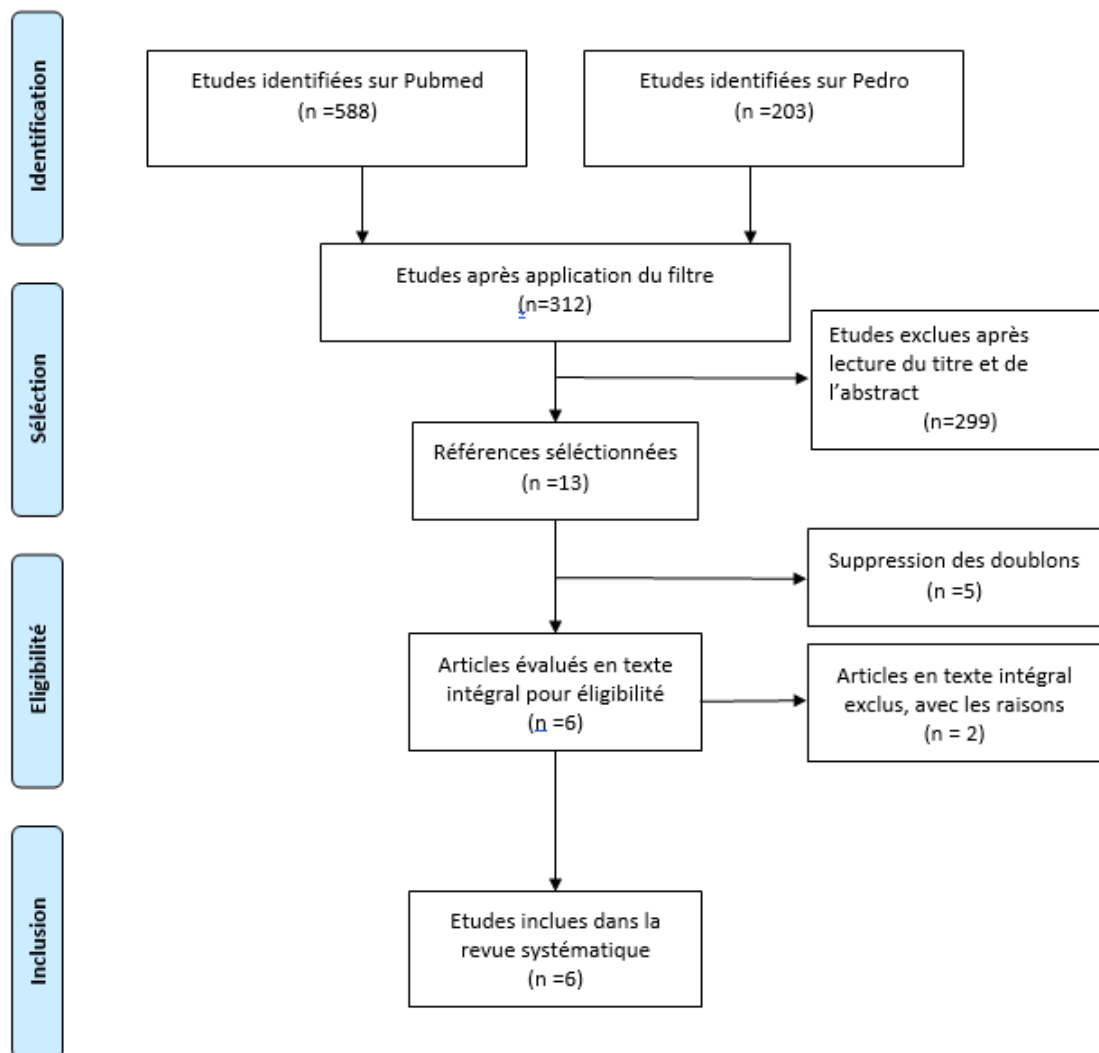 Identification
Etudes identifiées sur Pubmed
(n =588)
Etudes identifiées sur Pedro
(n =203)
Etudes après application du filtre
(n=312)
Séléction
Etudes exclues après
lecture du titre et de
l’abstract
(n=299)
Références séléctionnées
(n =13)
Suppression des doublons
(n =5)
Eligibilité
Articles évalués en texte
intégral pour éligibilité
(n =6)
Articles en texte intégral
exclus, avec les raisons
(n = 2)
Inclusion
Etudes inclues dans la
revue systématique
(n =6)